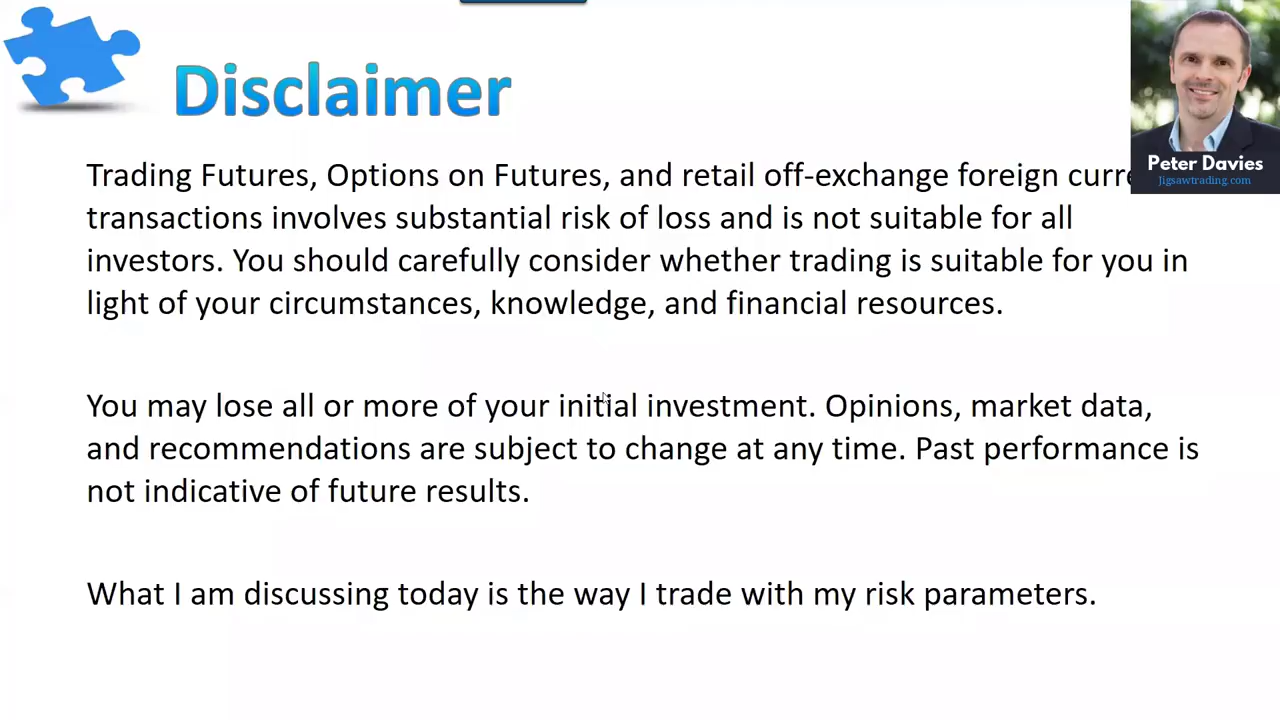 Disclaimer
Peter Davies
Jigsawtrading.com
Trading Futures, Options on Futures, and retail off-exchange foreign
transactions involves substantial risk of loss and is not suitable for all
investors. You should carefully consider whether trading is suitable for you in
light of your circumstances, knowledge, and financial resources.
You may lose all or more of your initial investment. Opinions, market data,
and recommendations are subject to change at any time. Past performance is
not indicative of future results.
What I am discussing today is the way I trade with my risk parameters.